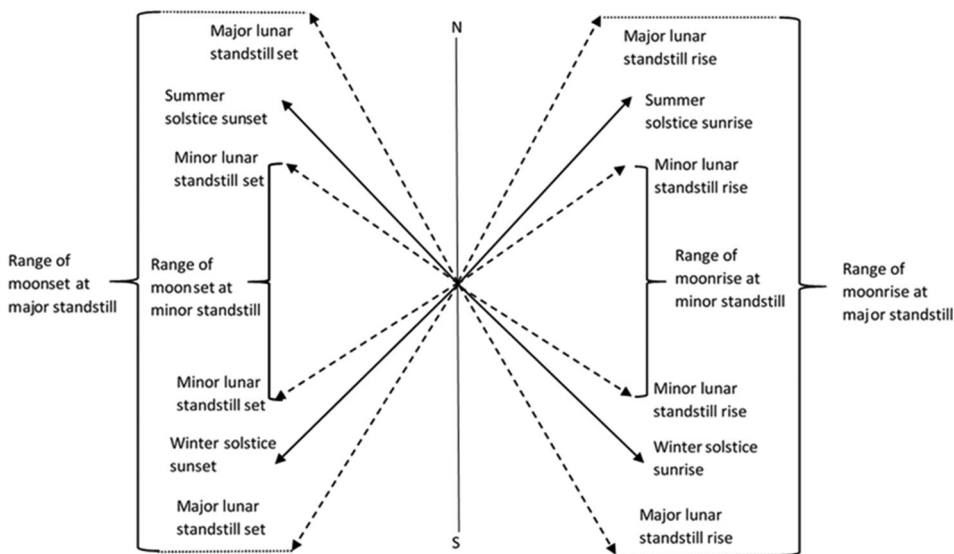 N
Major lunar
standstill set
Major lunar
standstill rise
Summer
solstice sunset
Summer
solstice sunrise
Minor lunar
standstill set
Minor lunar
standstill rise
Range of
moonset at
major standstill
Range of
moonset at
minor standstill
Range of
moonrise at
minor standstill
Range of
moonrise at
major standstill
Minor lunar
standstill set
Minor lunar
standstill rise
Winter solstice
sunset
Winter solstice
sunrise
Major lunar
standstill set
Major lunar
standstill rise
S